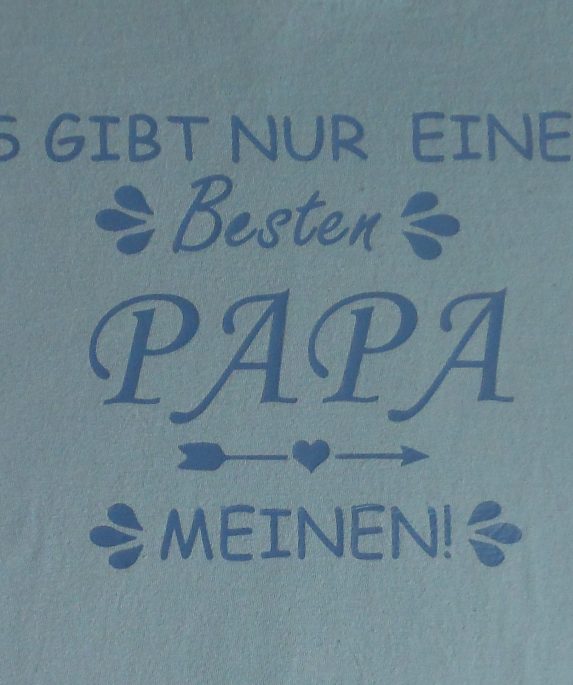 S GIBT NUR EINE
Besten
PAPA
MEINEN!